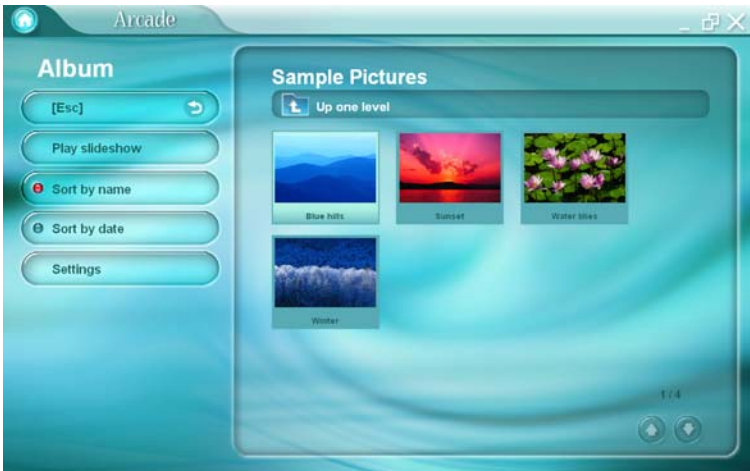 Arcade
Album
[Esc]
Play slideshow
Sort by name
Sort by date
Settings
Sample Pictures
Up one level
Blue hills
Sunset
Water lilies
Winter
1 / 4